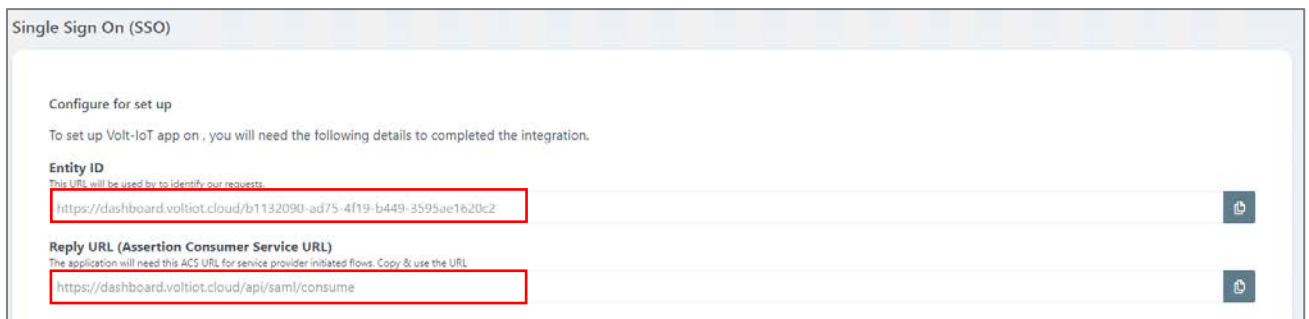 Single Sign On (SSO)
Configure for set up
To set up Volt-IoT app on , you will need the following details to completed the integration.
Entity ID
This URL will be used by to identify our requests.
https://dashboard.voltiot.cloud/b1132090-ad75-4f19-b449-3595ae1620c2
Reply URL (Assertion Consumer Service URL)
The application will need this ACS URL for service provider initiated flows. Copy & use the URL
https://dashboard.voltiot.cloud/api/saml/consume